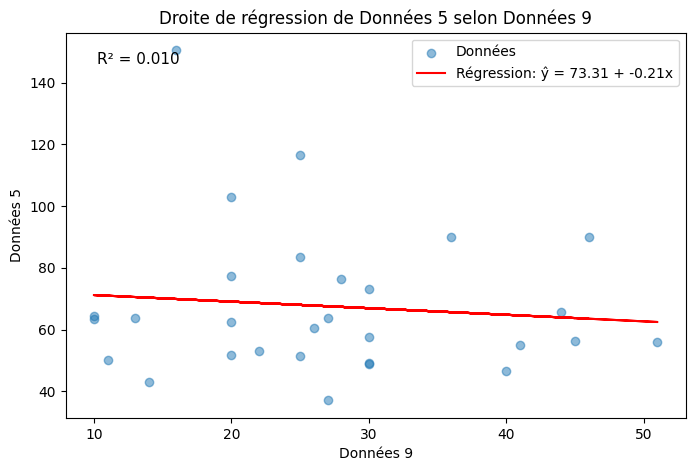 Droite de régression de Données 5 selon Données 9
R² = 0.010
Données
Régression: ŷ = 73.31 + -0.21x
Données 5
140
120
100
80
60
40
10
20
30
40
50
Données 9